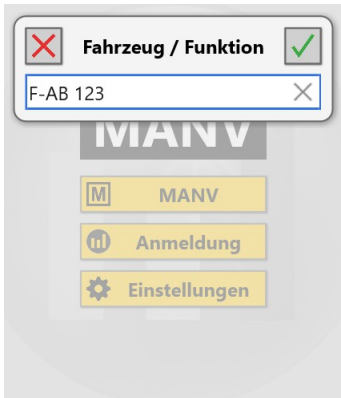 Fahrzeug / Funktion
F-AB 123
MANV
M MANV
Anmeldung
Einstellungen